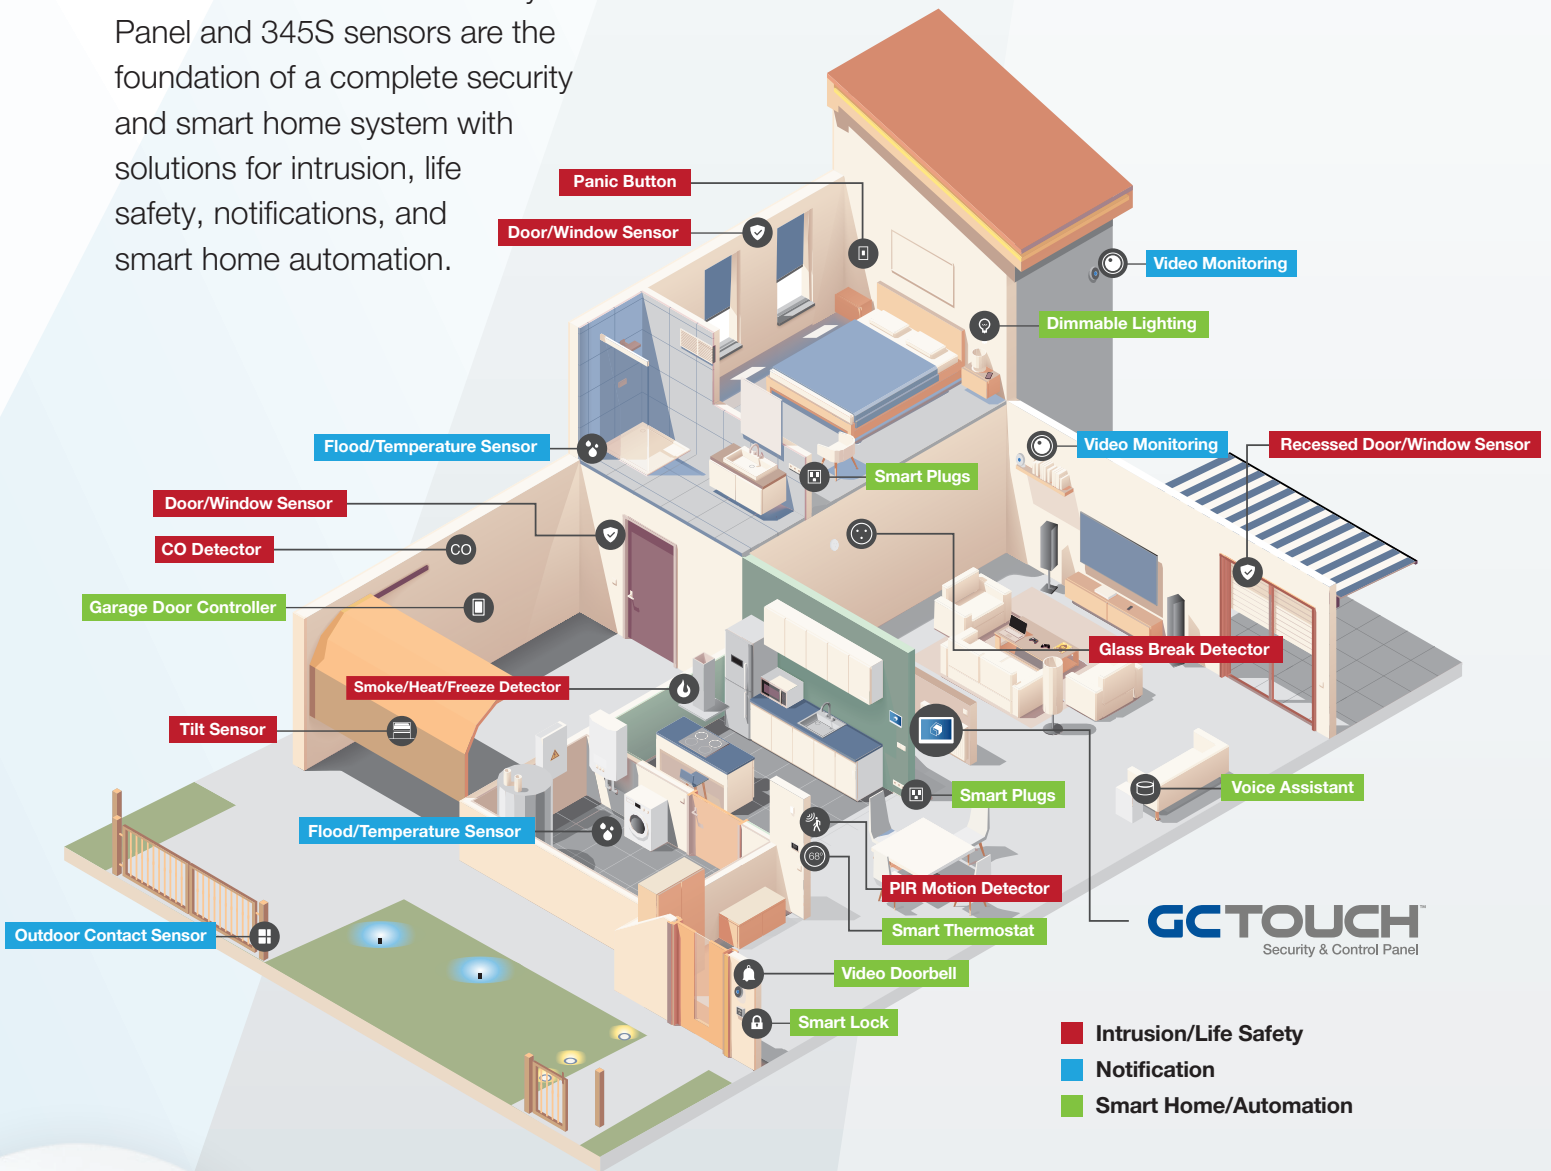 Panel and 345S sensors are the
foundation of a complete security
and smart home system with
solutions for intrusion, life
safety, notifications, and
smart home automation.
Panic Button
Door/Window Sensor
Video Monitoring
Dimmable Lighting
Flood/Temperature Sensor
Video Monitoring
Recessed Door/Window Sensor
Smart Plugs
Door/Window Sensor
CO Detector
CO
Garage Door Controller
Glass Break Detector
Smoke/Heat/Freeze Detector
Tilt Sensor
Smart Plugs
Voice Assistant
Flood/Temperature Sensor
68°
PIR Motion Detector
Smart Thermostat
Outdoor Contact Sensor
GCTOUCH™
Security & Control Panel
Video Doorbell
Smart Lock
Intrusion/Life Safety
Notification
Smart Home/Automation